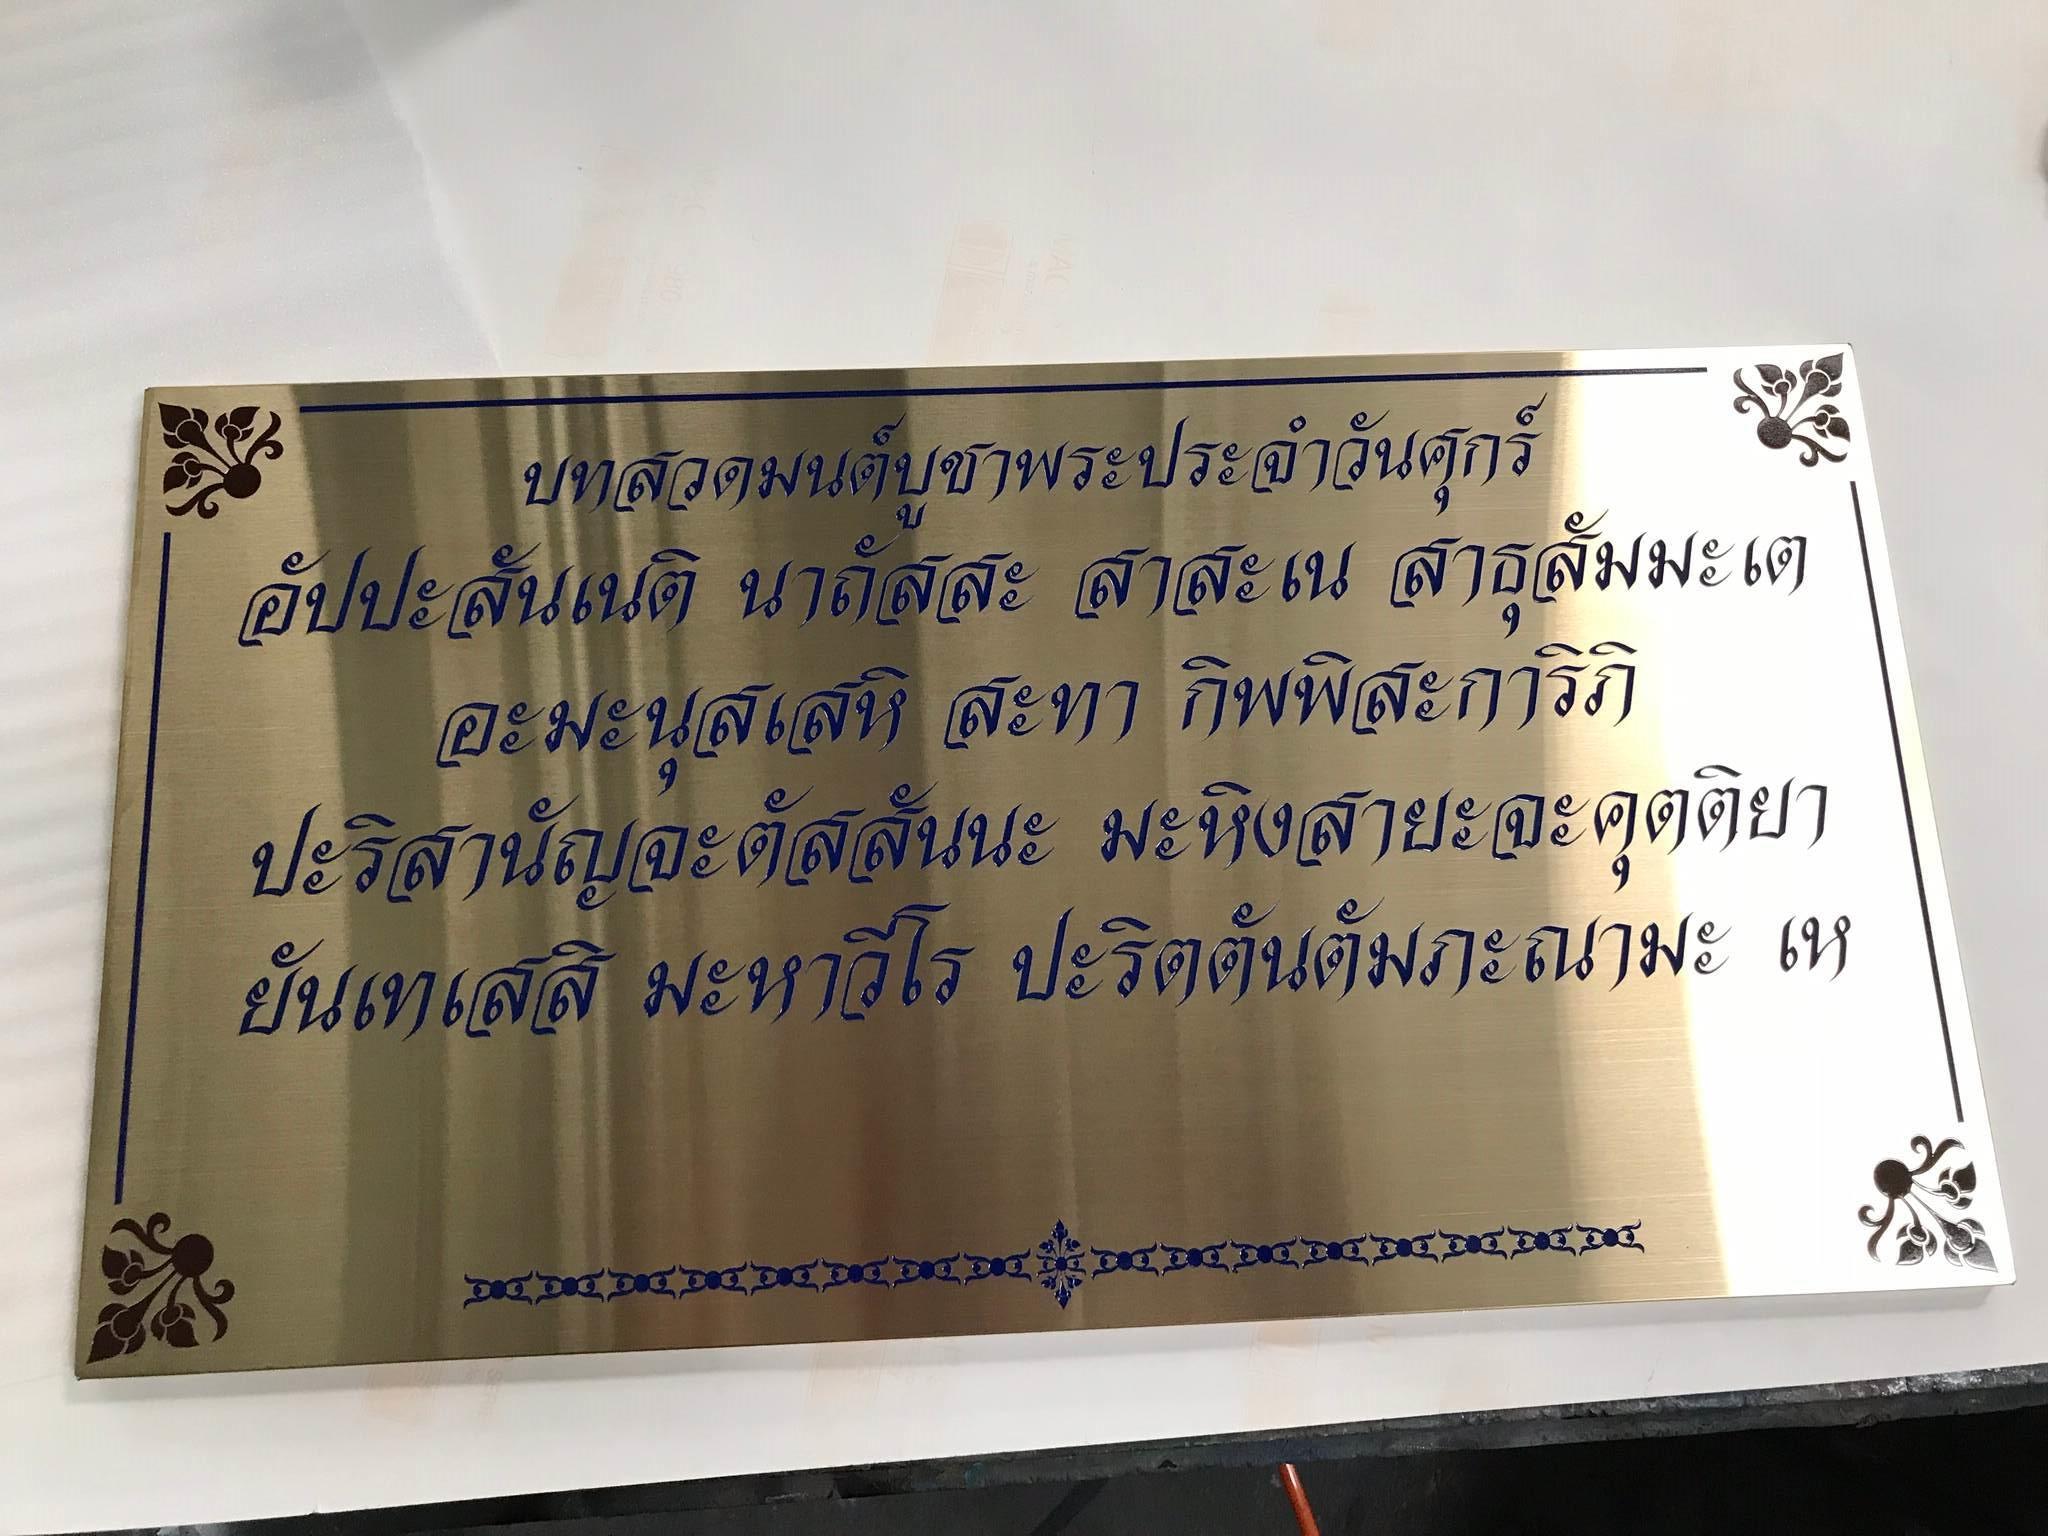 บทสวดมนต์บูชาพระประจำวันศุกร์
อัปปะสันเนติ นาถัสสะ สาสะเน สาธุสัมมะเต
อะมะนุสเสหิ สะทา กิพพิสะการิภิ
ปะริสานัญจะตัสสันนะ มะหิงสายะจะคุตติยา
ยันเทเสสิ มะหาวีโร ปะริตตันตัมภะณามะ เห